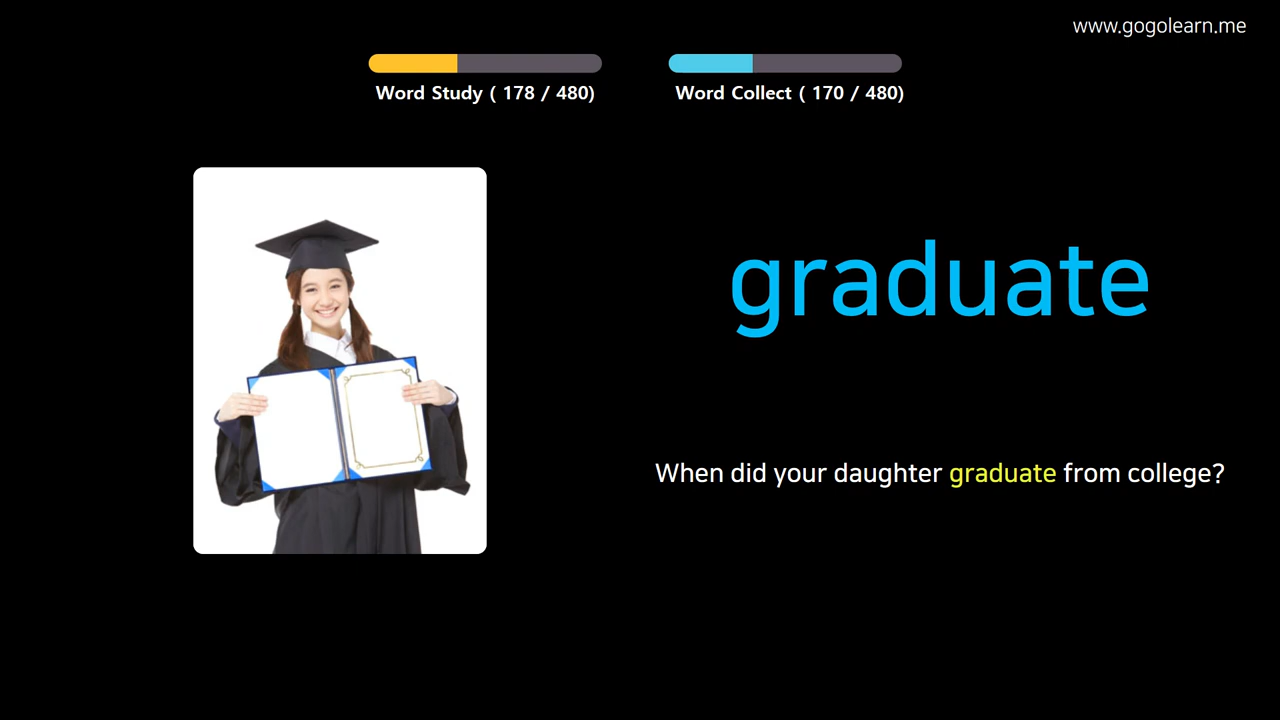 www.gogolearn.me
Word Study ( 178 / 480)
Word Collect ( 170 / 480)
graduate
When did your daughter graduate from college?